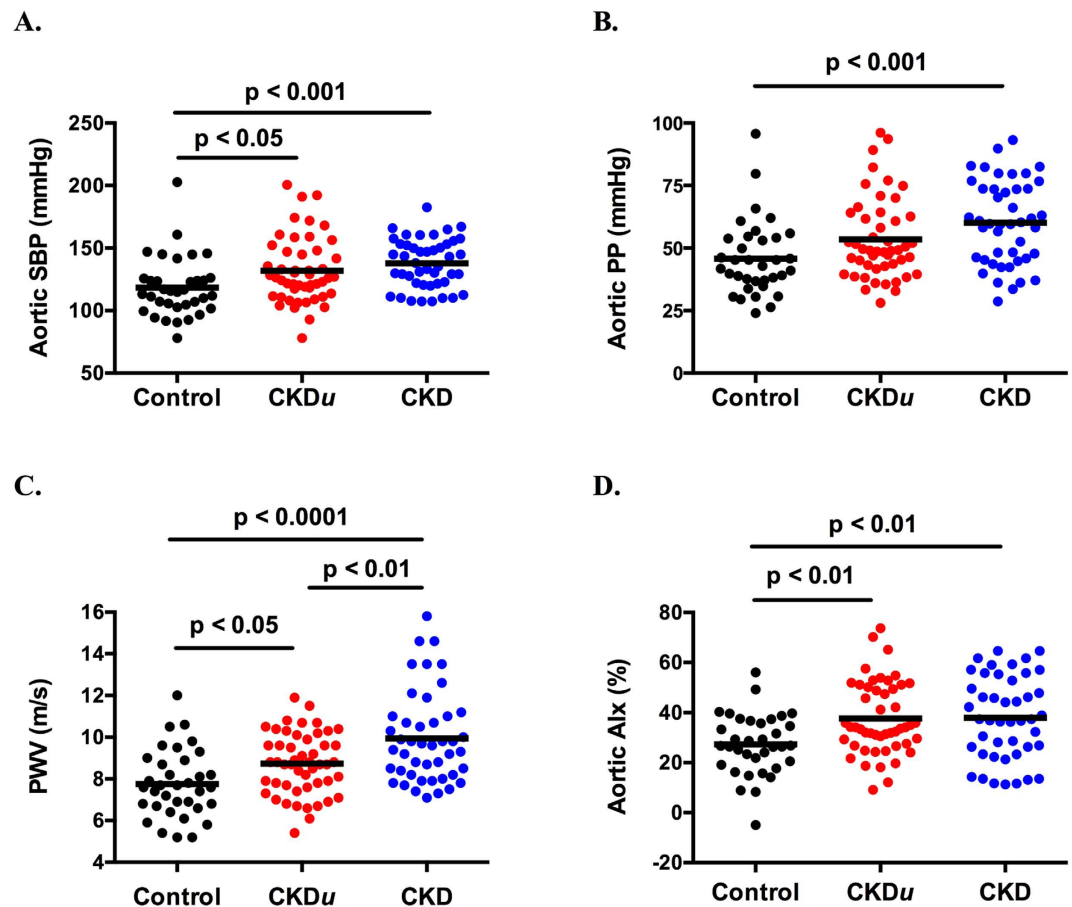 A.
p < 0.001
p < 0.05
Aortic SBP (mmHg)
250
200
150
100
50
Control CKDu CKD
B.
p < 0.001
Aortic PP (mmHg)
100
75
50
25
0
Control CKDu CKD
C.
p < 0.0001
p < 0.01
p < 0.05
PWV (m/s)
16
14
12
10
8
6
4
Control CKDu CKD
D.
p < 0.01
p < 0.01
Aortic AIx (%)
80
60
40
20
0
-20
Control CKDu CKD